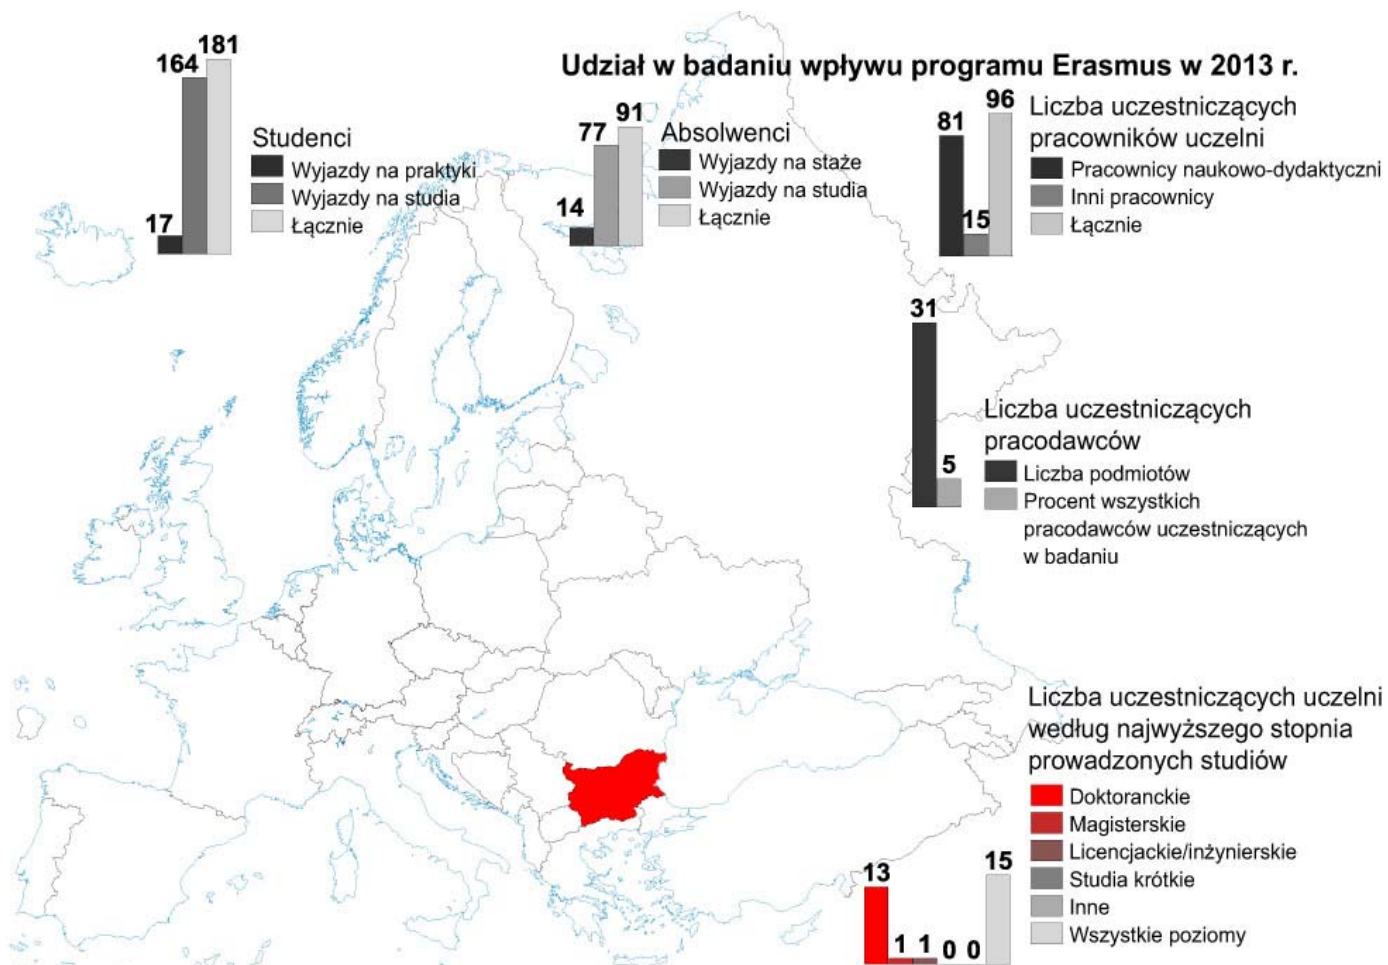 Udział w badaniu wpływu programu Erasmus w 2013 r.
17
164
181
Studenci
Wyjazdy na praktyki
Wyjazdy na studia
Łącznie
14
77
91
Absolwenci
Wyjazdy na staże
Wyjazdy na studia
Łącznie
81
15
96
Liczba uczestniczących
pracowników uczelni
Pracownicy naukowo-dydaktyczni
Inni pracownicy
Łącznie
31
5
Liczba uczestniczących
pracodawców
Liczba podmiotów
Procent wszystkich
pracodawców uczestniczących
w badaniu
Liczba uczestniczących uczelni
według najwyższego stopnia
prowadzonych studiów
Doktoranckie
Magisterskie
Licencjackie/inżynierskie
Studia krótkie
Inne
Wszystkie poziomy
13
1
1
0
0
15